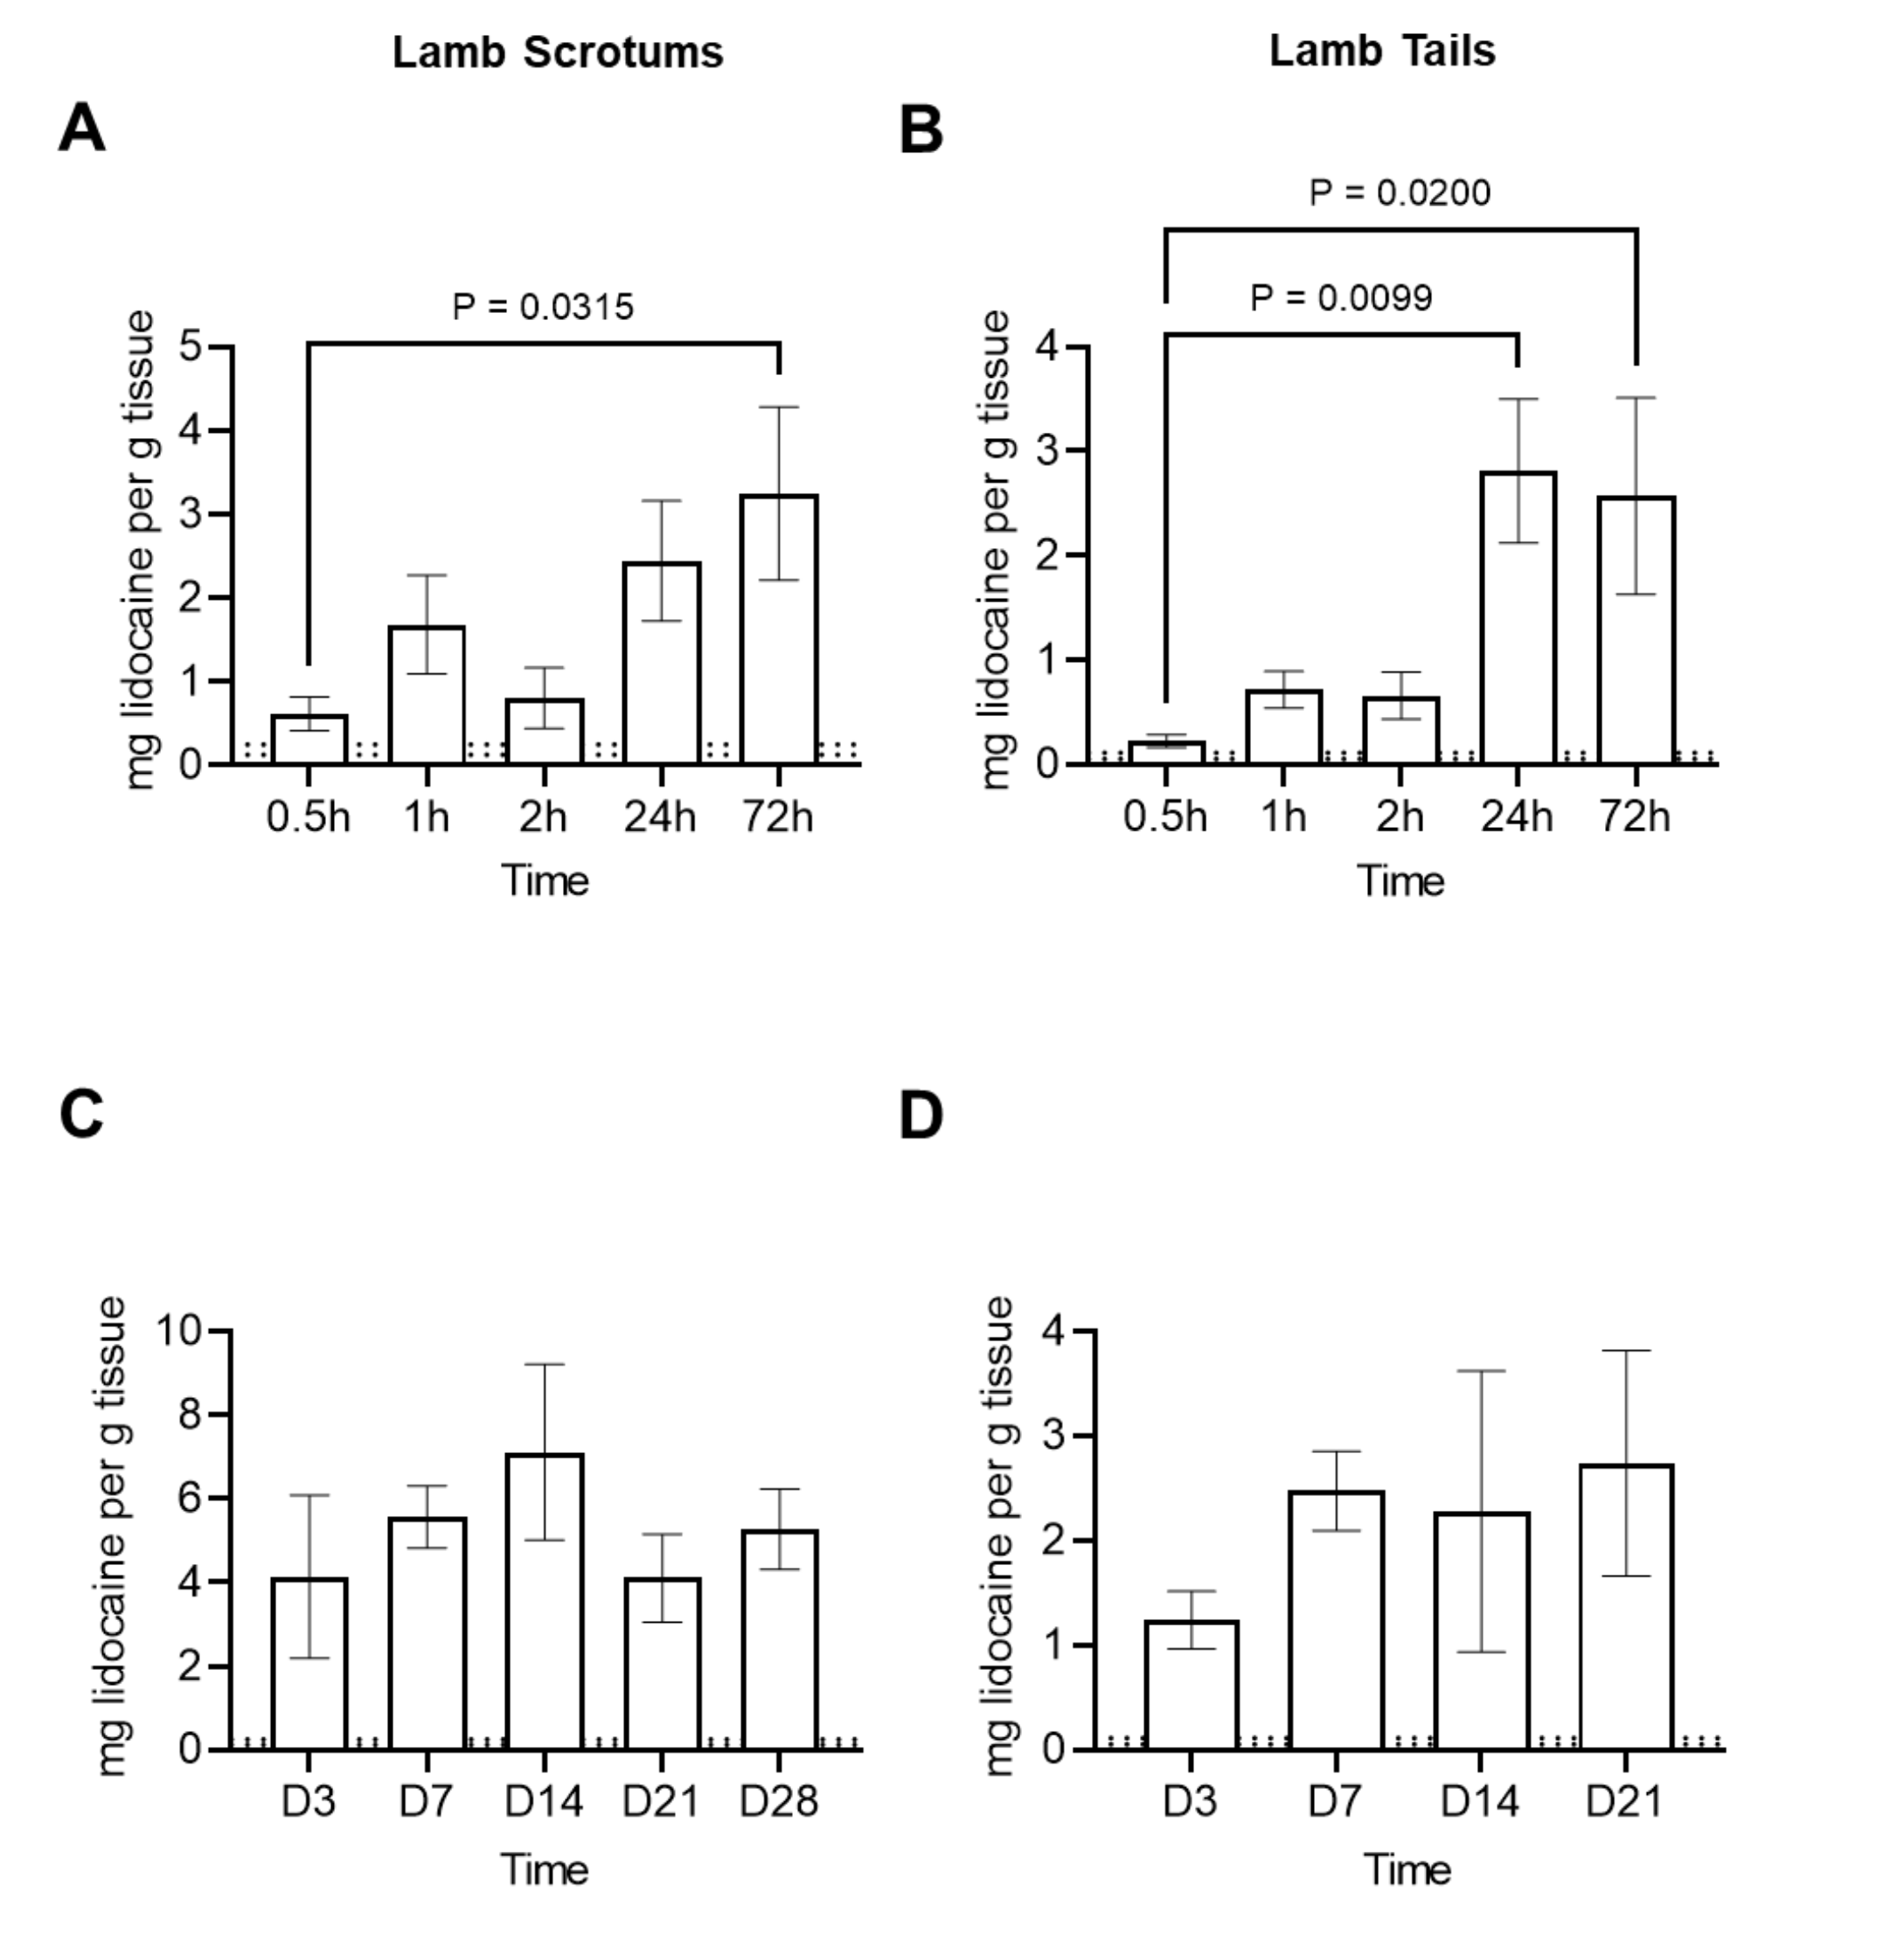 Lamb Scrotums
Lamb Tails
A
B
P = 0.0315
P = 0.0200
P = 0.0099
mg lidocaine per g tissue
5
4
3
2
1
0
0.5h 1h 2h 24h 72h
Time
mg lidocaine per g tissue
4
3
2
1
0
0.5h 1h 2h 24h 72h
Time
C
D
mg lidocaine per g tissue
10
8
6
4
2
0
D3 D7 D14 D21 D28
Time
mg lidocaine per g tissue
4
3
2
1
0
D3 D7 D14 D21
Time